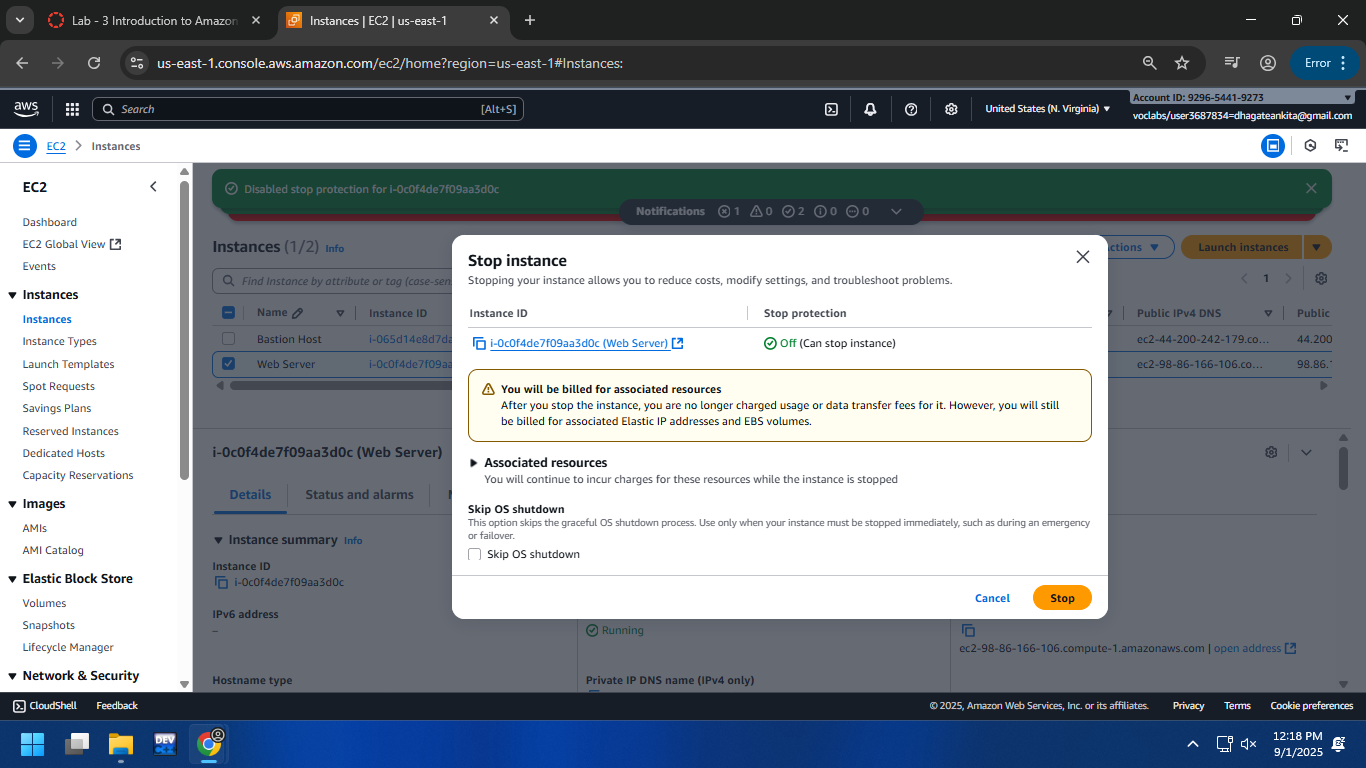 Lab - 3 Introduction to Amazon
Instances | EC2 | us-east-1
us-east-1.console.aws.amazon.com/ec2/home?region=us-east-1#Instances:
Error
aws
Search
[Alt+S]
United States (N. Virginia)
Account ID: 9296-5441-9273
voclabs/user3687834=dhagateankita@gmail.com
EC2
Instances
EC2
Dashboard
EC2 Global View
Events
Instances
Instances
Instance Types
Launch Templates
Spot Requests
Savings Plans
Reserved Instances
Dedicated Hosts
Capacity Reservations
Images
AMIs
AMI Catalog
Elastic Block Store
Volumes
Snapshots
Lifecycle Manager
Network & Security
Disabled stop protection for i-0c0f4de7f09aa3d0c
Notifications 1 0 2 0 0
Instances (1/2) Info
Launch instances
Find Instance by attribute or tag (case-sen
1
Name
Instance ID
Public IPv4 DNS
Public
Bastion Host
i-065d14e8d7da
ec2-44-200-242-179.co...
44.200
Web Server
i-0c0f4de7f09aa
ec2-98-86-166-106.co...
98.86.
Stop instance
Stopping your instance allows you to reduce costs, modify settings, and troubleshoot problems.
Instance ID
Stop protection
i-0c0f4de7f09aa3d0c (Web Server)
Off (Can stop instance)
You will be billed for associated resources
After you stop the instance, you are no longer charged usage or data transfer fees for it. However, you will still
be billed for associated Elastic IP addresses and EBS volumes.
Associated resources
You will continue to incur charges for these resources while the instance is stopped
Skip OS shutdown
This option skips the graceful OS shutdown process. Use only when your instance must be stopped immediately, such as during an emergency
or failover.
Skip OS shutdown
Cancel
Stop
i-0c0f4de7f09aa3d0c (Web Server)
Details
Status and alarms
Instance summary Info
Instance ID
i-0c0f4de7f09aa3d0c
IPv6 address
–
Running
ec2-98-86-166-106.compute-1.amazonaws.com | open address
Hostname type
Private IP DNS name (IPv4 only)
CloudShell
Feedback
© 2025, Amazon Web Services, Inc. or its affiliates.
Privacy
Terms
Cookie preferences
DEV
12:18 PM
9/1/2025